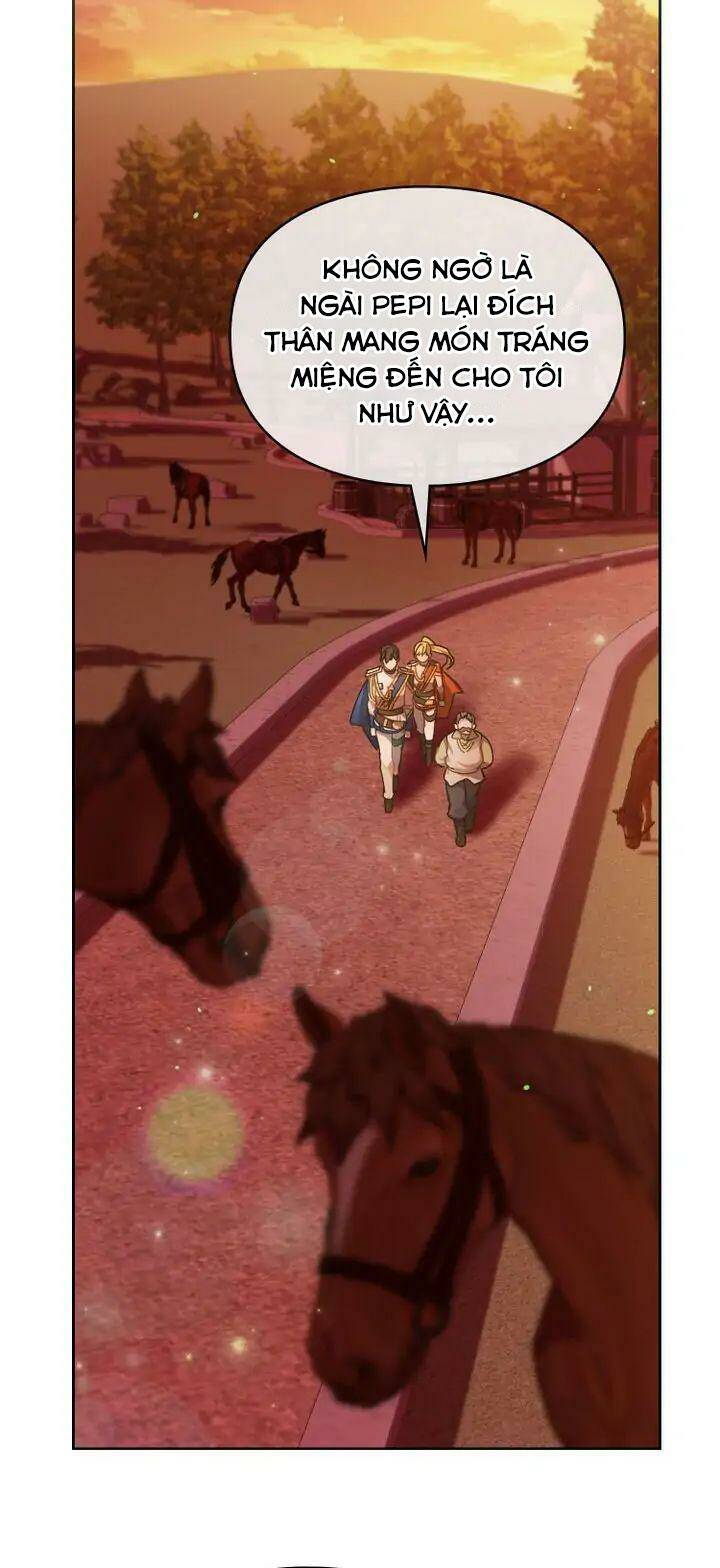 KHÔNG NGỜ LÀ
NGÀI PEPI LẠI ĐÍCH
THÂN MANG MÓN TRÁNG
MIỆNG ĐẾN CHO TÔI
NHƯ VẬY...